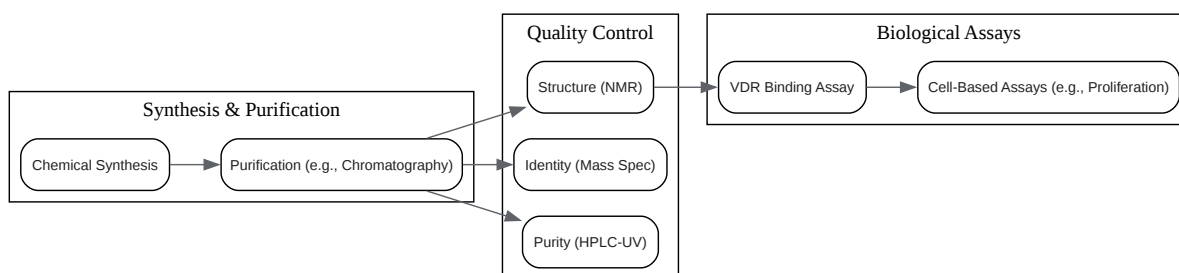 Synthesis & Purification
Chemical Synthesis
Purification (e.g., Chromatography)
Quality Control
Structure (NMR)
Identity (Mass Spec)
Purity (HPLC-UV)
Biological Assays
VDR Binding Assay
Cell-Based Assays (e.g., Proliferation)